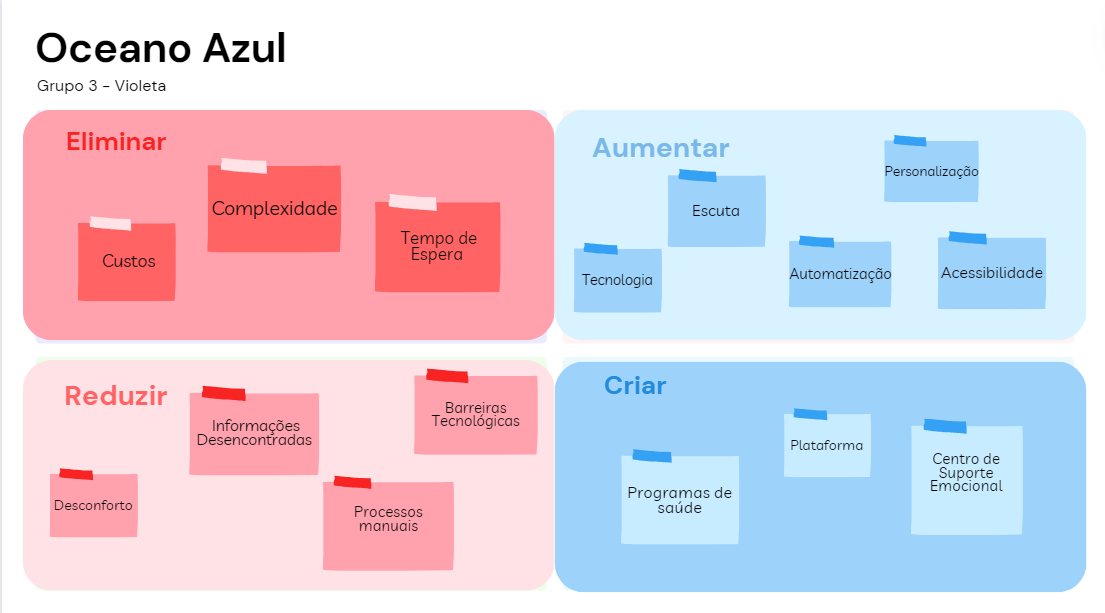 Oceano Azul
Grupo 3 - Violeta
Eliminar
Custos
Complexidade
Tempo de
Espera
Aumentar
Tecnologia
Escuta
Automatização
Personalização
Acessibilidade
Reduzir
Desconforto
Informações
Desencontradas
Processos
manuais
Barreiras
Tecnológicas
Criar
Programas de
saúde
Plataforma
Centro de
Suporte
Emocional